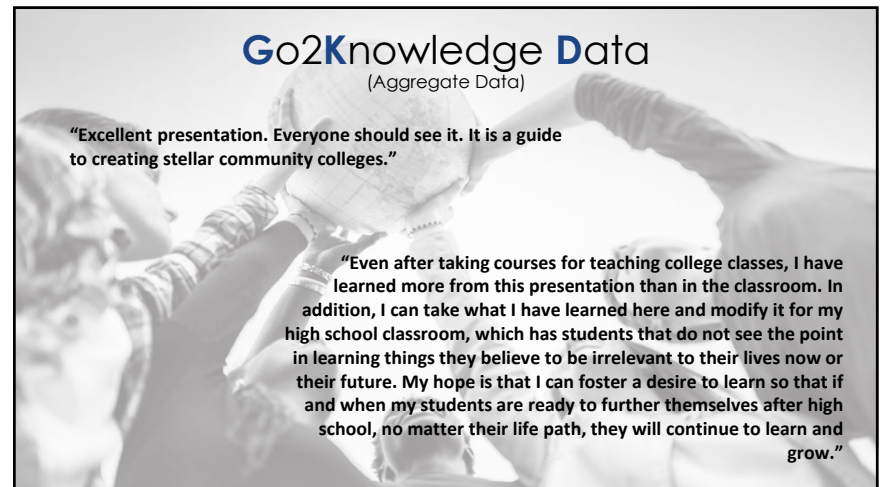 Go2Knowledge Data
(Aggregate Data)
“Excellent presentation. Everyone should see it. It is a guide
to creating stellar community colleges.”
“Even after taking courses for teaching college classes, I have
learned more from this presentation than in the classroom. In
addition, I can take what I have learned here and modify it for my
high school classroom, which has students that do not see the point
in learning things they believe to be irrelevant to their lives now or
their future. My hope is that I can foster a desire to learn so that if
and when my students are ready to further themselves after high
school, no matter their life path, they will continue to learn and
grow.”